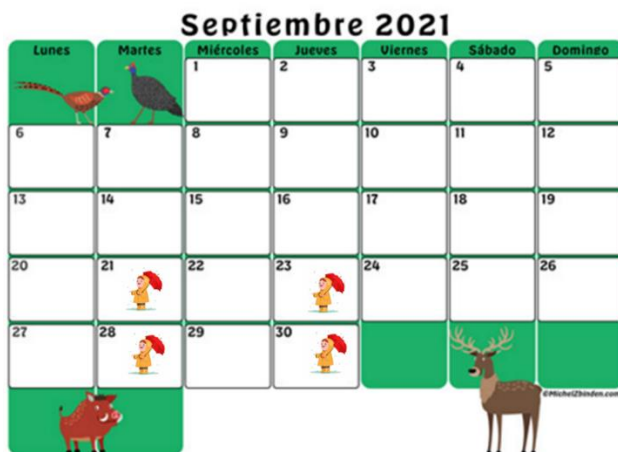 Septiembre 2021
Lunes Martes Miércoles Jueves Viernes Sábado Domingo
1 2 3 4 5
6 7 8 9 10 11 12
13 14 15 16 17 18 19
20 21 22 23 24 25 26
27 28 29 30
©MichelZbinden.com